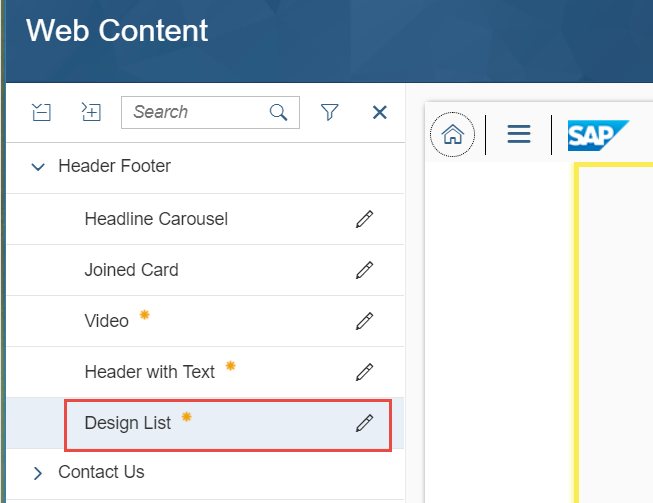 Web Content
Search
SAP
Header Footer
Headline Carousel
Joined Card
Video
Header with Text
Design List
Contact Us